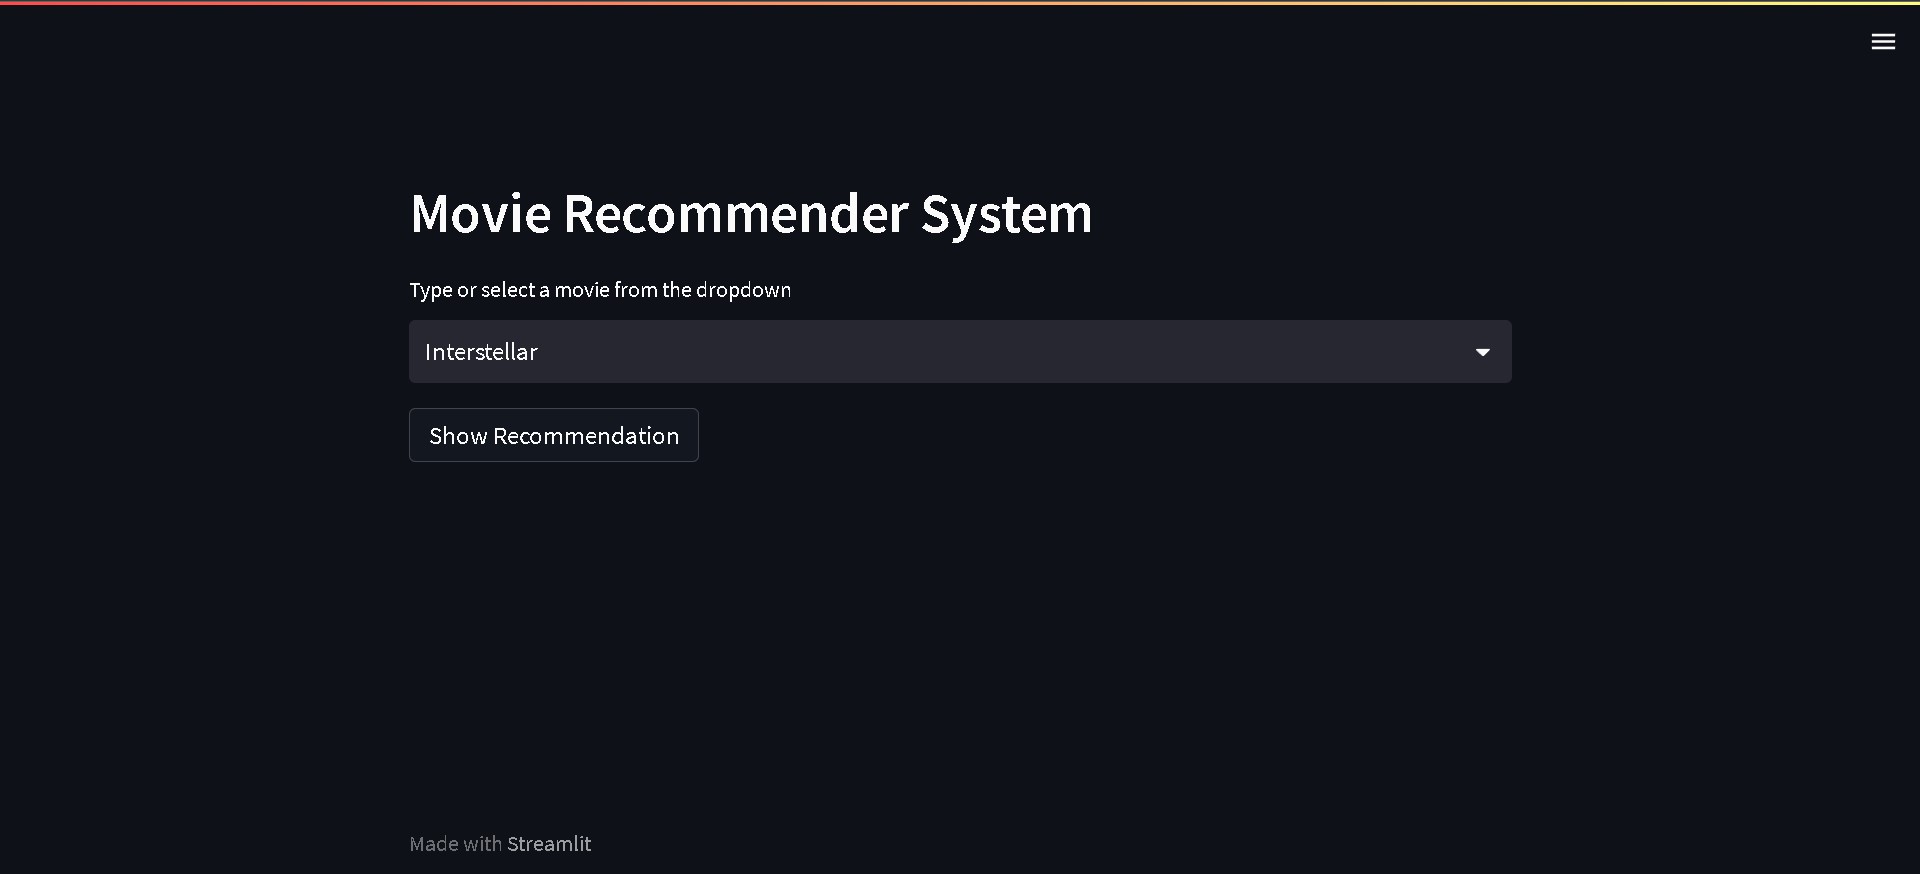 Movie Recommender System
Type or select a movie from the dropdown
Interstellar
Show Recommendation
Made with Streamlit